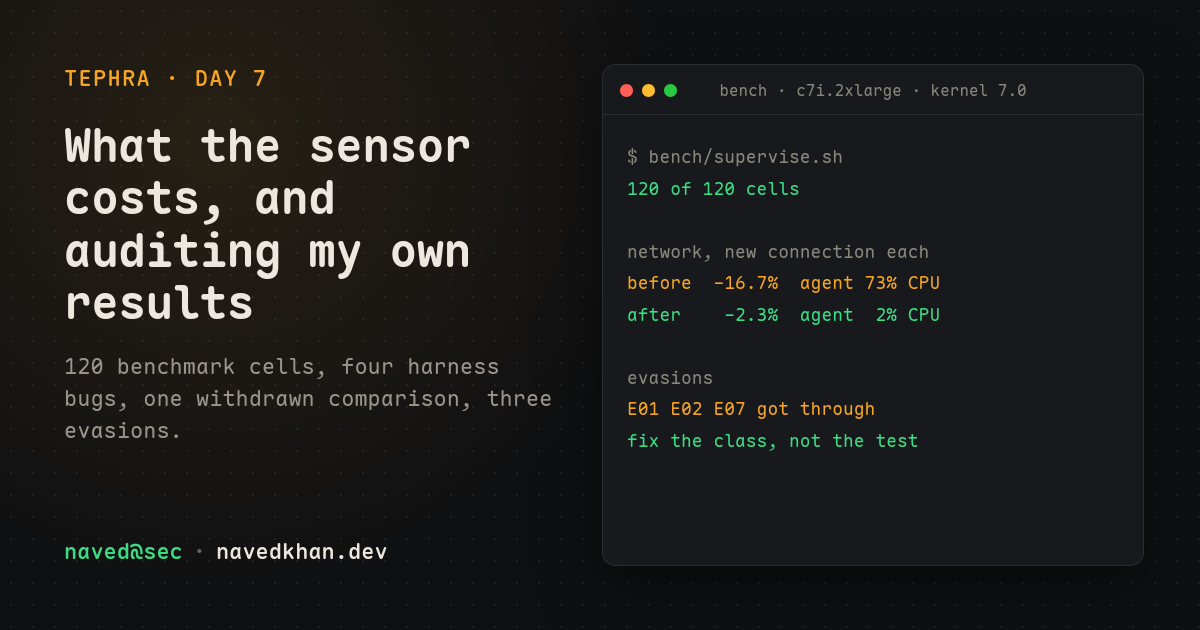 TEPHRA · DAY 7
What the sensor
costs, and
auditing my own
results
120 benchmark cells, four harness
bugs, one withdrawn comparison, three
evasions.
naved@sec · navedkhan.dev
bench · c7i.2xlarge · kernel 7.0
$ bench/supervise.sh
120 of 120 cells
network, new connection each
before  -16.7%  agent 73% CPU
after    -2.3%  agent  2% CPU
evasions
E01 E02 E07 got through
fix the class, not the test